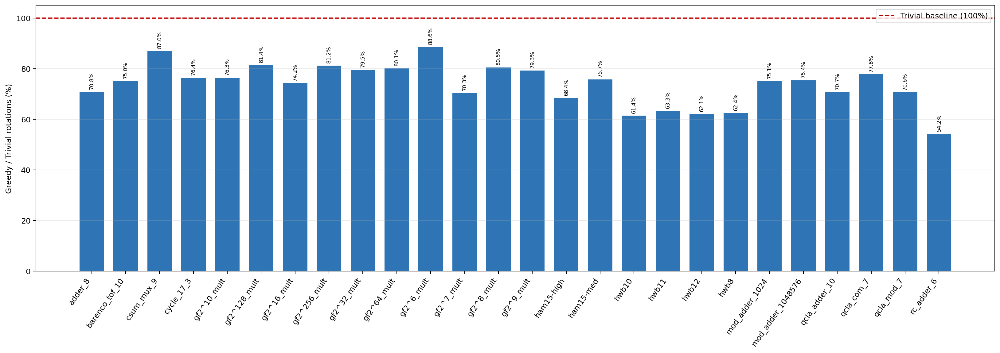 Trivial baseline (100%)
Greedy / Trivial rotations (%)
100
80
60
40
20
0
70.8%
75.0%
87.0%
76.4%
76.3%
81.4%
74.2%
81.2%
79.5%
80.1%
88.6%
70.3%
80.5%
79.3%
68.4%
75.7%
61.4%
63.3%
62.1%
62.4%
75.1%
75.4%
70.7%
77.8%
70.6%
54.2%
adder_8
barenco_tof_10
csum_mux_9
cycle_17_3
gf2^10_mult
gf2^128_mult
gf2^16_mult
gf2^256_mult
gf2^32_mult
gf2^64_mult
gf2^6_mult
gf2^7_mult
gf2^8_mult
gf2^9_mult
ham15-high
ham15-med
hwb10
hwb11
hwb12
hwb8
mod_adder_1024
mod_adder_1048576
qcla_adder_10
qcla_com_7
qcla_mod_7
rc_adder_6